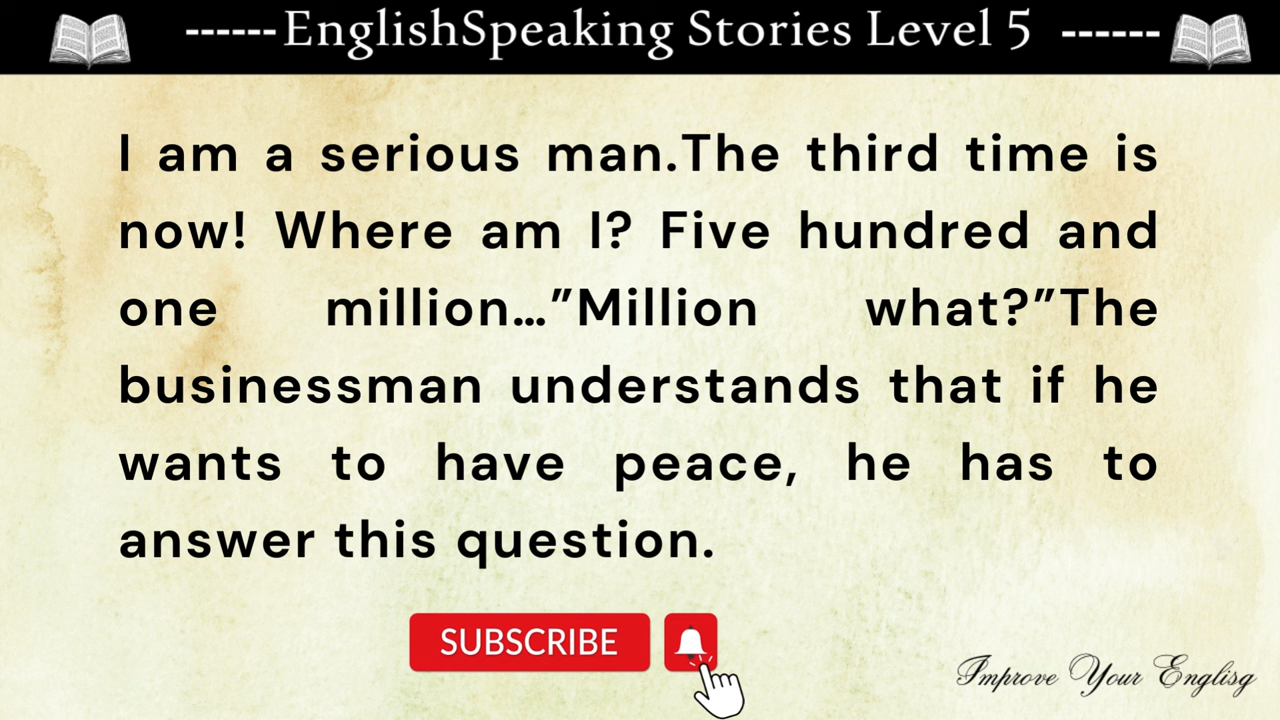 ------EnglishSpeaking Stories Level 5 ------
I am a serious man.The third time is
now! Where am I? Five hundred and
one million…”Million what?”The
businessman understands that if he
wants to have peace, he has to
answer this question.
SUBSCRIBE
Improve Your Englisg